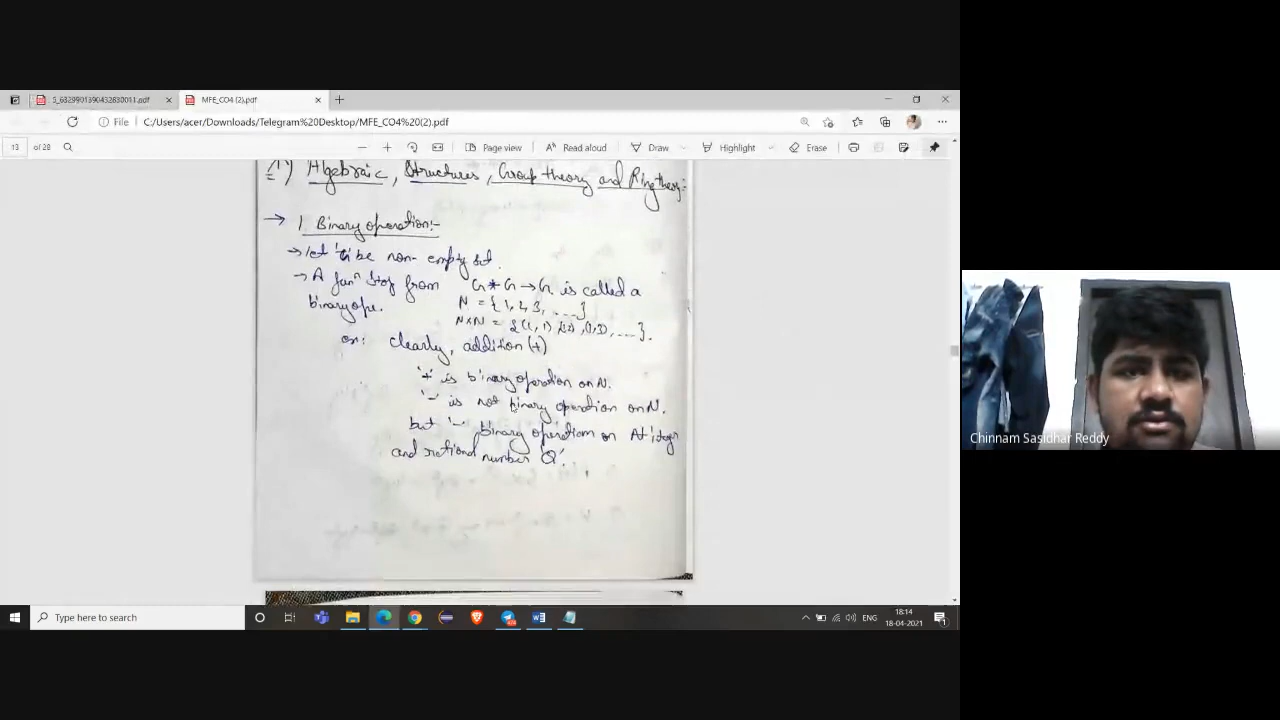 5_6329901390432830011.pdf
MFE_CO4 (2).pdf
File C:/Users/acer/Downloads/Telegram%20Desktop/MFE_CO4%20(2).pdf
13 of 28 Page view Read aloud Draw Highlight Erase
Algebraic, Structures, Group theory and Ring theory:-
→ 1 Binary operation:-
→ let 'G' be non-empty set.
→ A funⁿ from G * G → G is called a
binary ope.
N = {1, 2, 3, ....}
N×N = {(1, 1), (1,2), (1,3), ....}.
ex: clearly, addition (+)
'+' is binary operation on N.
'-' is not binary operation on N.
but '-' binary operation on
and rational number 'Q'.
Type here to search
ENG
18:14
18-04-2021
Chinnam Sasidhar Reddy